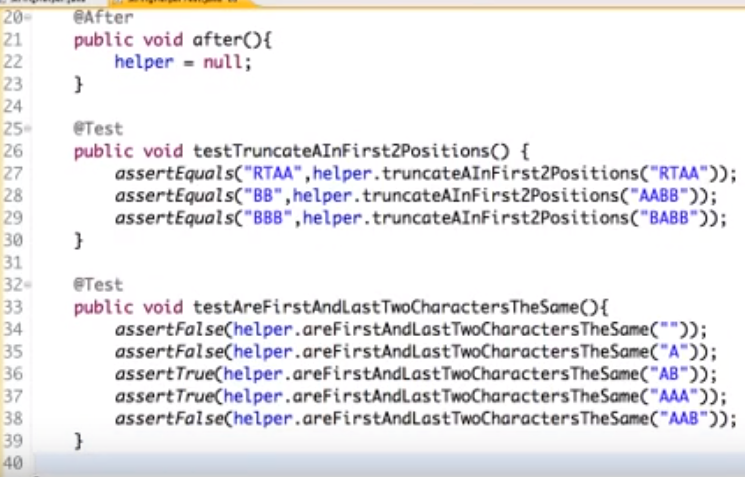 20 @After
21 public void after(){
22 helper = null;
23 }
24
25 @Test
26 public void testTruncateAInFirst2Positions() {
27 assertEquals("RTAA",helper.truncateAInFirst2Positions("RTAA"));
28 assertEquals("BB",helper.truncateAInFirst2Positions("AABB"));
29 assertEquals("BBB",helper.truncateAInFirst2Positions("BABB"));
30 }
31
32 @Test
33 public void testAreFirstAndLastTwoCharactersTheSame(){
34 assertFalse(helper.areFirstAndLastTwoCharactersTheSame(""));
35 assertFalse(helper.areFirstAndLastTwoCharactersTheSame("A"));
36 assertTrue(helper.areFirstAndLastTwoCharactersTheSame("AB"));
37 assertTrue(helper.areFirstAndLastTwoCharactersTheSame("AAA"));
38 assertFalse(helper.areFirstAndLastTwoCharactersTheSame("AAB"));
39 }
40